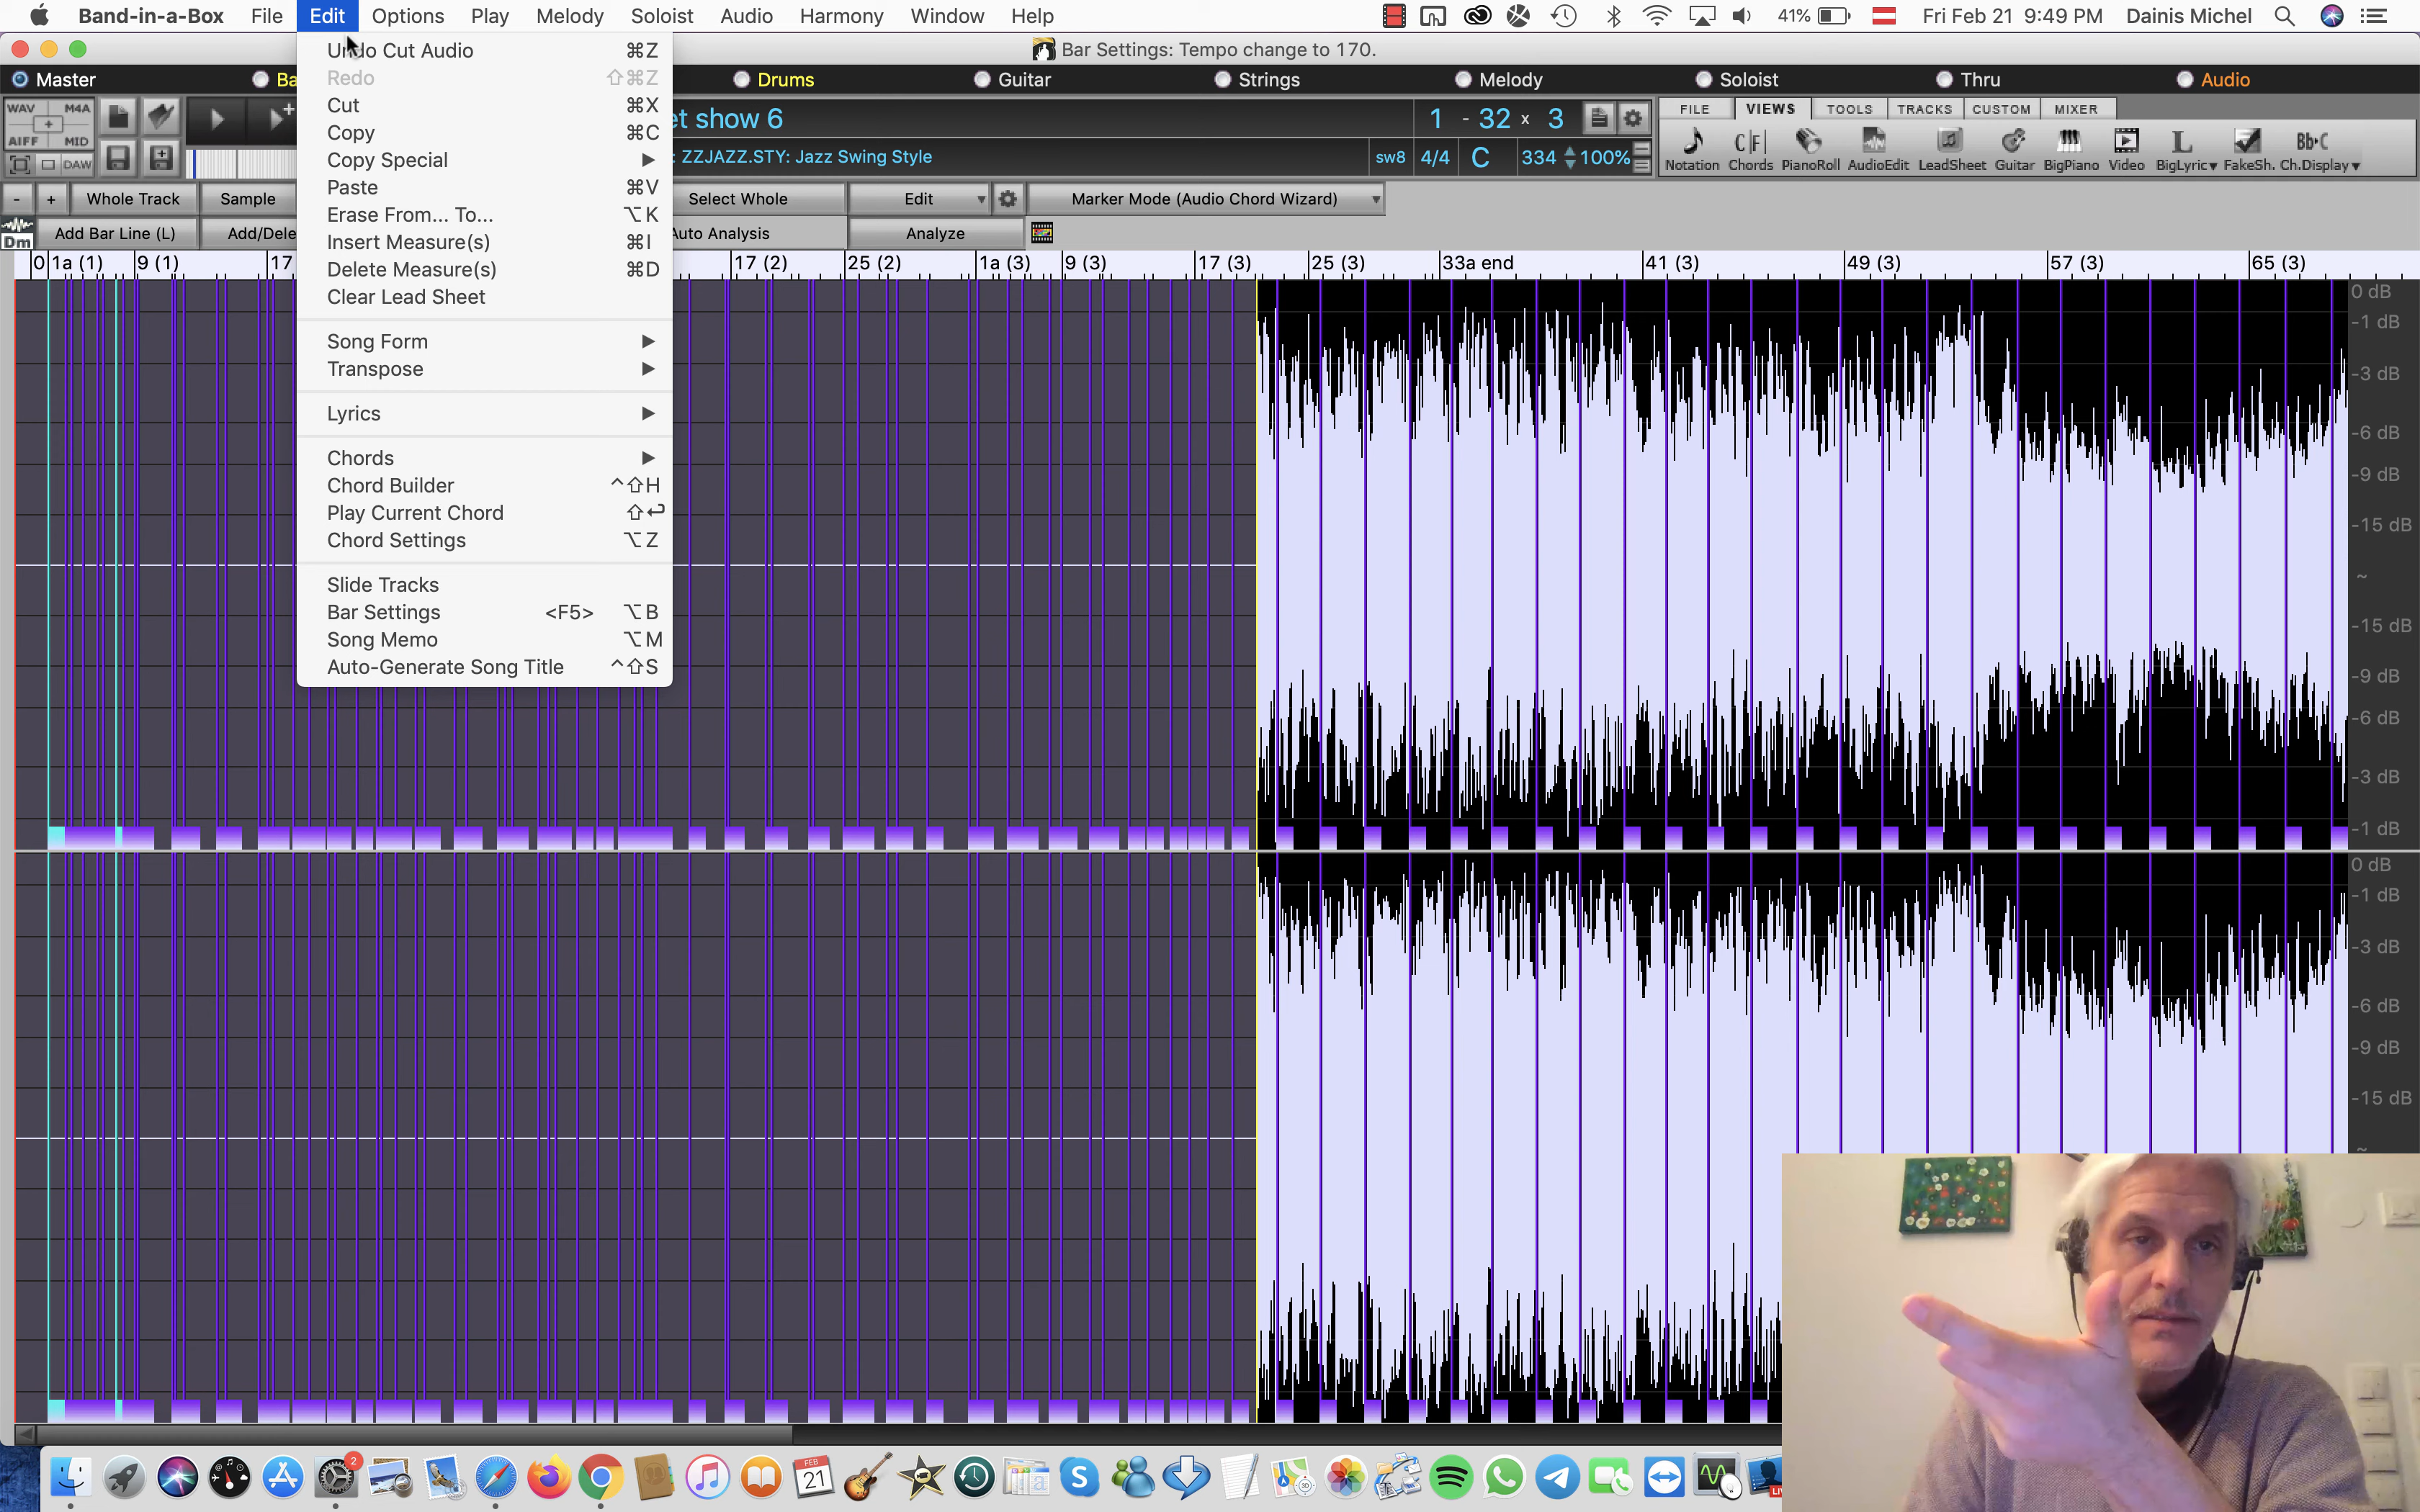 Band-in-a-Box File Edit Options Play Melody Soloist Audio Harmony Window Help 41% Fri Feb 21 9:49 PM Dainis Michel
Bar Settings: Tempo change to 170.
Master Ba Drums Guitar Strings Melody Soloist Thru Audio
WAV M4A
AIFF MID
DAW
et show 6
1 - 32 x 3
: ZZJAZZ.STY: Jazz Swing Style
sw8 4/4 C 334 100%
FILE VIEWS TOOLS TRACKS CUSTOM MIXER
C|F| Bb·C
Notation Chords PianoRoll AudioEdit LeadSheet Guitar BigPiano Video BigLyric FakeSh. Ch.Display
- + Whole Track Sample Select Whole Edit Marker Mode (Audio Chord Wizard)
Dm Add Bar Line (L) Add/Dele Auto Analysis Analyze
0 1a (1) 9 (1) 17 17 (2) 25 (2) 1a (3) 9 (3) 17 (3) 25 (3) 33a end 41 (3) 49 (3) 57 (3) 65 (3)
Undo Cut Audio ⌘Z
Redo ⇧⌘Z
Cut ⌘X
Copy ⌘C
Copy Special
Paste ⌘V
Erase From... To... ⌥K
Insert Measure(s) ⌘I
Delete Measure(s) ⌘D
Clear Lead Sheet
Song Form
Transpose
Lyrics
Chords
Chord Builder ^⇧H
Play Current Chord ⇧↩
Chord Settings ⌥Z
Slide Tracks
Bar Settings <F5> ⌥B
Song Memo ⌥M
Auto-Generate Song Title ^⇧S
0 dB
-1 dB
-3 dB
-6 dB
-9 dB
-15 dB
~
-15 dB
-9 dB
-6 dB
-3 dB
-1 dB
0 dB
-1 dB
-3 dB
-6 dB
-9 dB
-15 dB
~
2
FEB
21